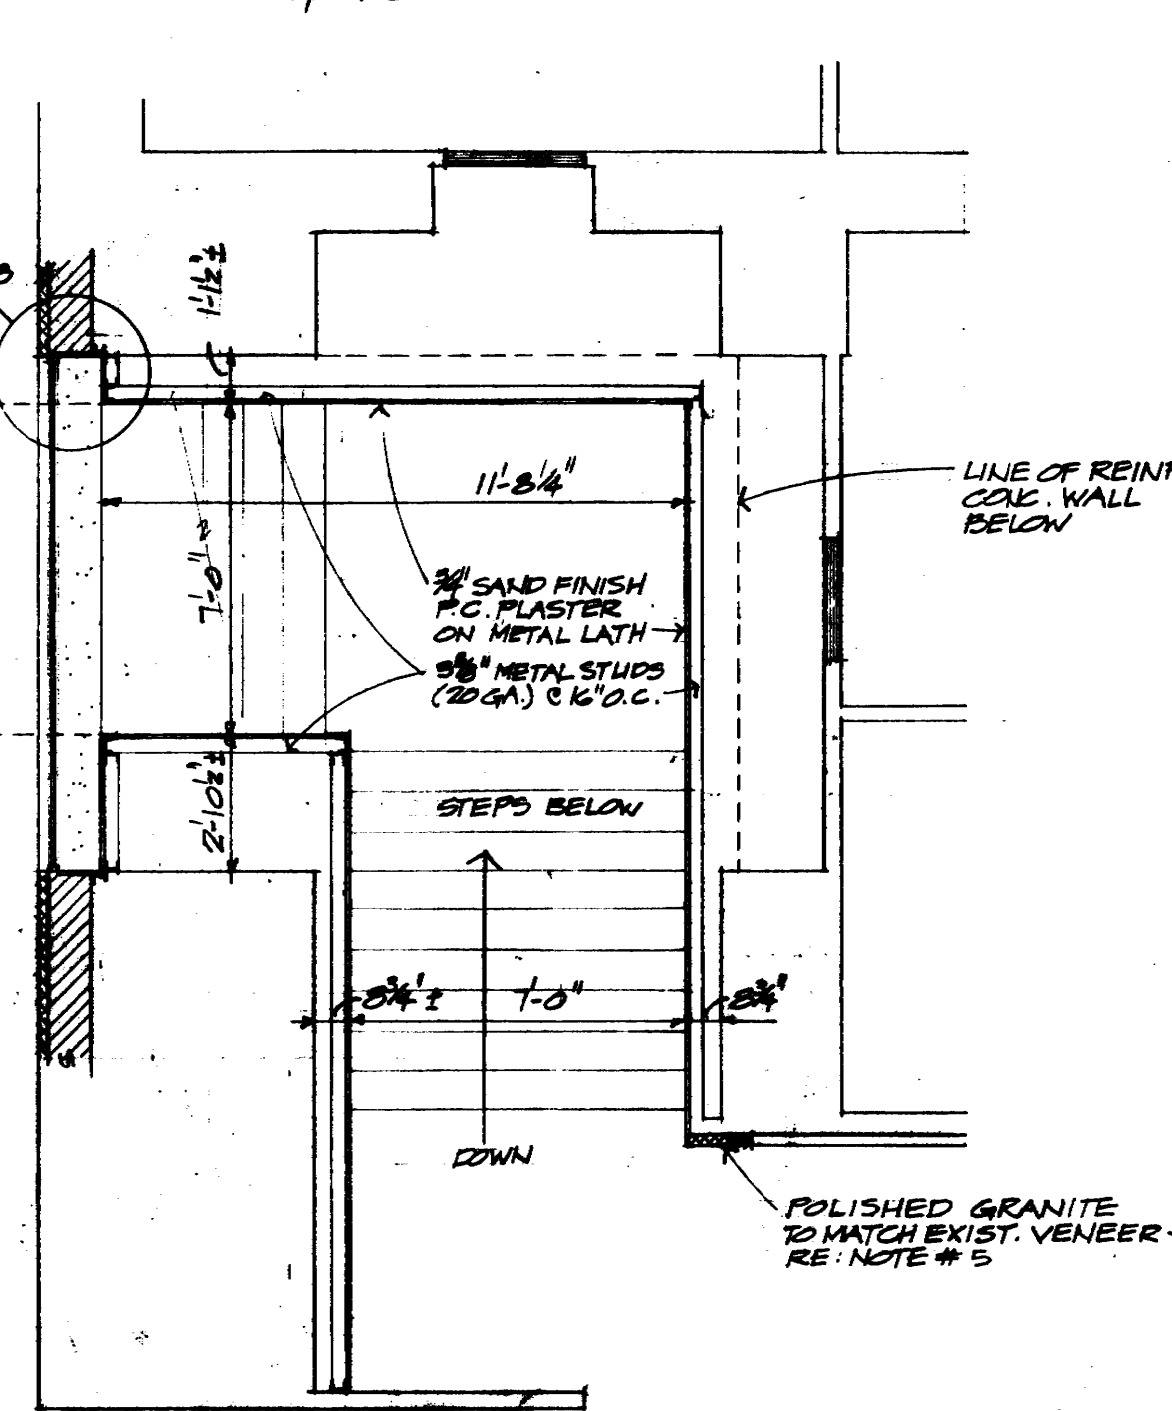 3
1'-1½"±
11'-8¼"
LINE OF REINF
CONC. WALL
BELOW
7'-0"
¾" SAND FINISH
P.C. PLASTER
ON METAL LATH
3⅝" METAL STUDS
(20 GA.) @ 16" O.C.
2'-10½"±
STEPS BELOW
8¾"± 7'-0" 8¾"
DOWN
POLISHED GRANITE
TO MATCH EXIST. VENEER
RE: NOTE # 5